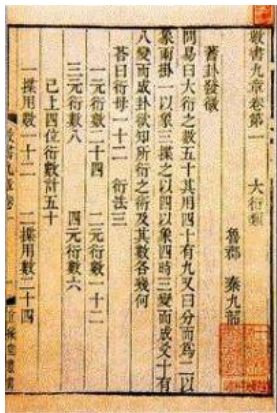 數書九章卷第一　　大衍類
魯郡　秦九韶
蓍卦發微
問易曰大衍之數五十其用四十有九又曰分而為二以
象兩掛一以象三揲之以四以象四時三變而成爻十有
八變而成卦欲知所衍之術及其數各幾何
荅曰衍母一十二　衍法三
一元衍數二十四　二元衍數一十二
三元衍數八　四元衍數六
已上四位衍數計五十
一揲用數一十二　二揲用數二十四